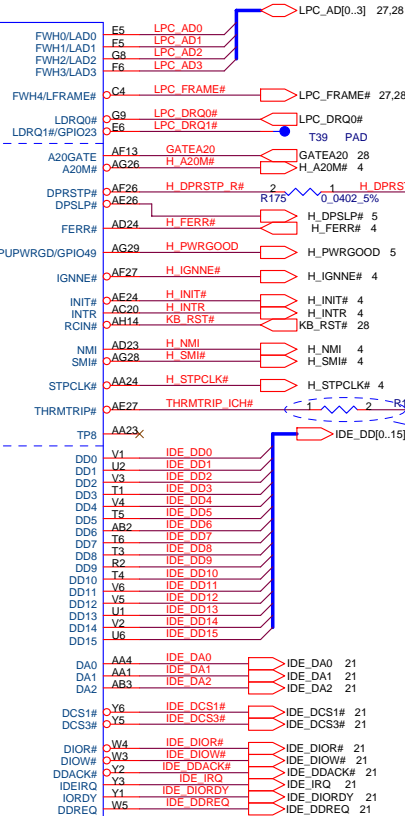 LPC_AD[0..3] 27,28
FWH0/LAD0 E5 LPC_AD0
FWH1/LAD1 F5 LPC_AD1
FWH2/LAD2 G8 LPC_AD2
FWH3/LAD3 F6 LPC_AD3
FWH4/LFRAME# C4 LPC_FRAME# LPC_FRAME# 27,28
LDRQ0# G9 LPC_DRQ0# LPC_DRQ0#
LDRQ1#/GPIO23 E6 LPC_DRQ1#
T39 PAD
A20GATE AF13 GATEA20 GATEA20 28
A20M# AG26 H_A20M# H_A20M# 4
DPRSTP# AF26 H_DPRSTP_R# 2 1 H_DPRS
DPSLP# AE26 R175 0_0402_5%
H_DPSLP# 5
FERR# AD24 H_FERR# H_FERR# 4
PUPWRGD/GPIO49 AG29 H_PWRGOOD H_PWRGOOD 5
IGNNE# AF27 H_IGNNE# H_IGNNE# 4
INIT# AE24 H_INIT# H_INIT# 4
INTR AC20 H_INTR H_INTR 4
RCIN# AH14 KB_RST# KB_RST# 28
NMI AD23 H_NMI H_NMI 4
SMI# AG28 H_SMI# H_SMI# 4
STPCLK# AA24 H_STPCLK# H_STPCLK# 4
THRMTRIP# AE27 THRMTRIP_ICH# 1 2 R1
TP8 AA23
IDE_DD[0..15]
DD0 V1 IDE_DD0
DD1 U2 IDE_DD1
DD2 V3 IDE_DD2
DD3 T1 IDE_DD3
DD4 V4 IDE_DD4
DD5 T5 IDE_DD5
DD6 AB2 IDE_DD6
DD7 T6 IDE_DD7
DD8 T3 IDE_DD8
DD9 R2 IDE_DD9
DD10 T4 IDE_DD10
DD11 V6 IDE_DD11
DD12 V5 IDE_DD12
DD13 U1 IDE_DD13
DD14 V2 IDE_DD14
DD15 U6 IDE_DD15
DA0 AA4 IDE_DA0 IDE_DA0 21
DA1 AA1 IDE_DA1 IDE_DA1 21
DA2 AB3 IDE_DA2 IDE_DA2 21
DCS1# Y6 IDE_DCS1# IDE_DCS1# 21
DCS3# Y5 IDE_DCS3# IDE_DCS3# 21
DIOR# W4 IDE_DIOR# IDE_DIOR# 21
DIOW# W3 IDE_DIOW# IDE_DIOW# 21
DDACK# Y2 IDE_DDACK# IDE_DDACK# 21
IDEIRQ Y3 IDE_IRQ IDE_IRQ 21
IORDY Y1 IDE_DIORDY IDE_DIORDY 21
DDREQ W5 IDE_DDREQ IDE_DDREQ 21